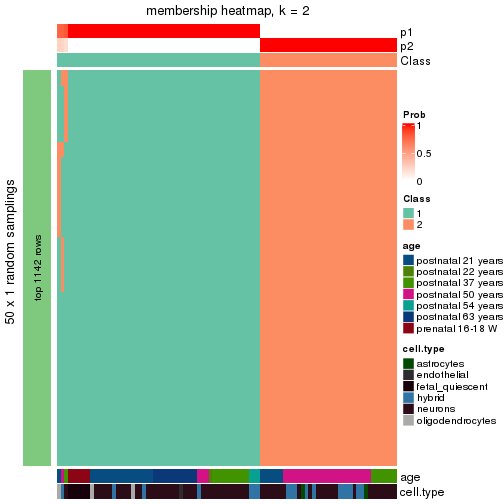 membership heatmap, k = 2
p1
p2
Class
50 x 1 random samplings
top 1142 rows
Prob
1
0.5
0
Class
1
2
age
postnatal 21 years
postnatal 22 years
postnatal 37 years
postnatal 50 years
postnatal 54 years
postnatal 63 years
prenatal 16-18 W
cell.type
astrocytes
endothelial
fetal_quiescent
hybrid
neurons
oligodendrocytes
age
cell.type